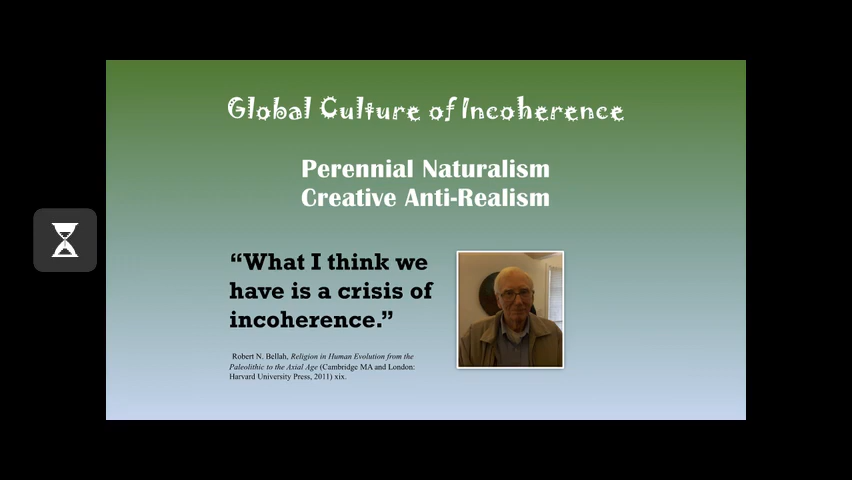 Global Culture of Incoherence
Perennial Naturalism
Creative Anti-Realism
“What I think we
have is a crisis of
incoherence.”
Robert N. Bellah, Religion in Human Evolution from the
Paleolithic to the Axial Age (Cambridge MA and London:
Harvard University Press, 2011) xix.